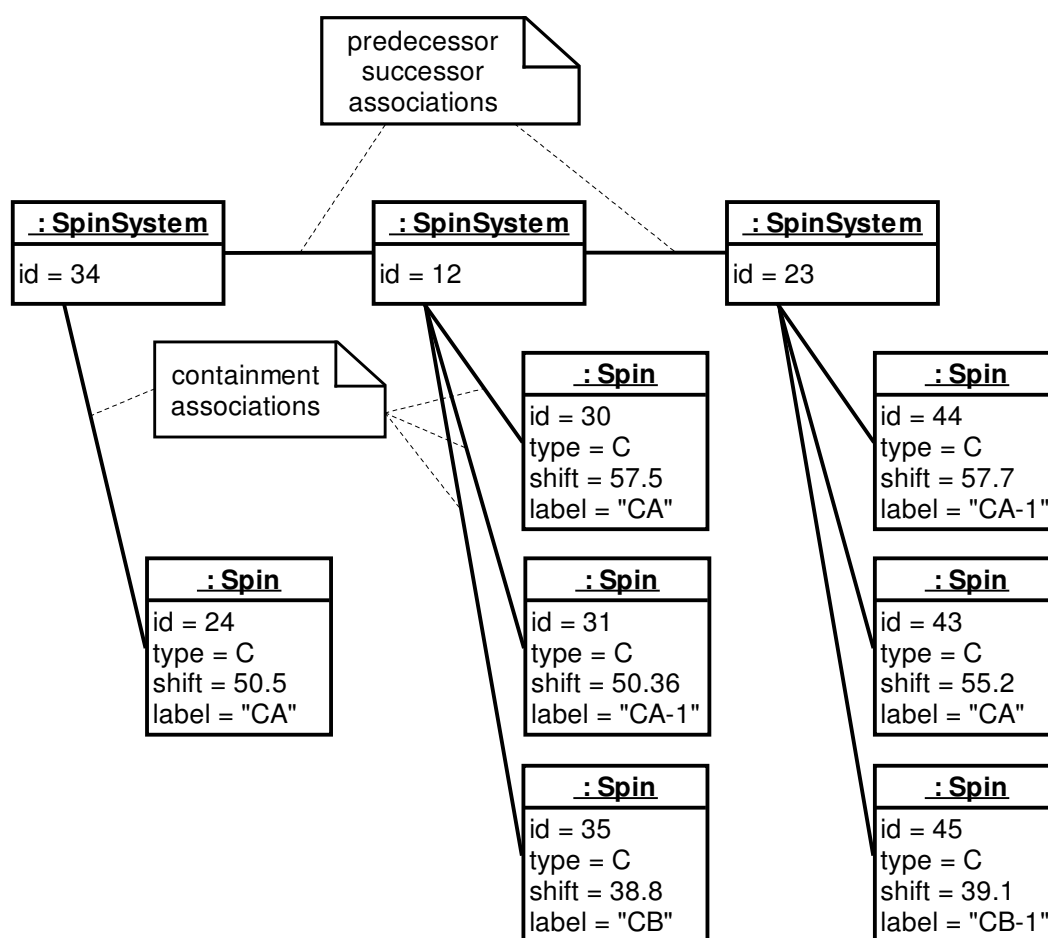 predecessor
successor
associations
: SpinSystem
id = 34
: SpinSystem
id = 12
: SpinSystem
id = 23
containment
associations
: Spin
id = 30
type = C
shift = 57.5
label = "CA"
: Spin
id = 44
type = C
shift = 57.7
label = "CA-1"
: Spin
id = 24
type = C
shift = 50.5
label = "CA"
: Spin
id = 31
type = C
shift = 50.36
label = "CA-1"
: Spin
id = 43
type = C
shift = 55.2
label = "CA"
: Spin
id = 35
type = C
shift = 38.8
label = "CB"
: Spin
id = 45
type = C
shift = 39.1
label = "CB-1"